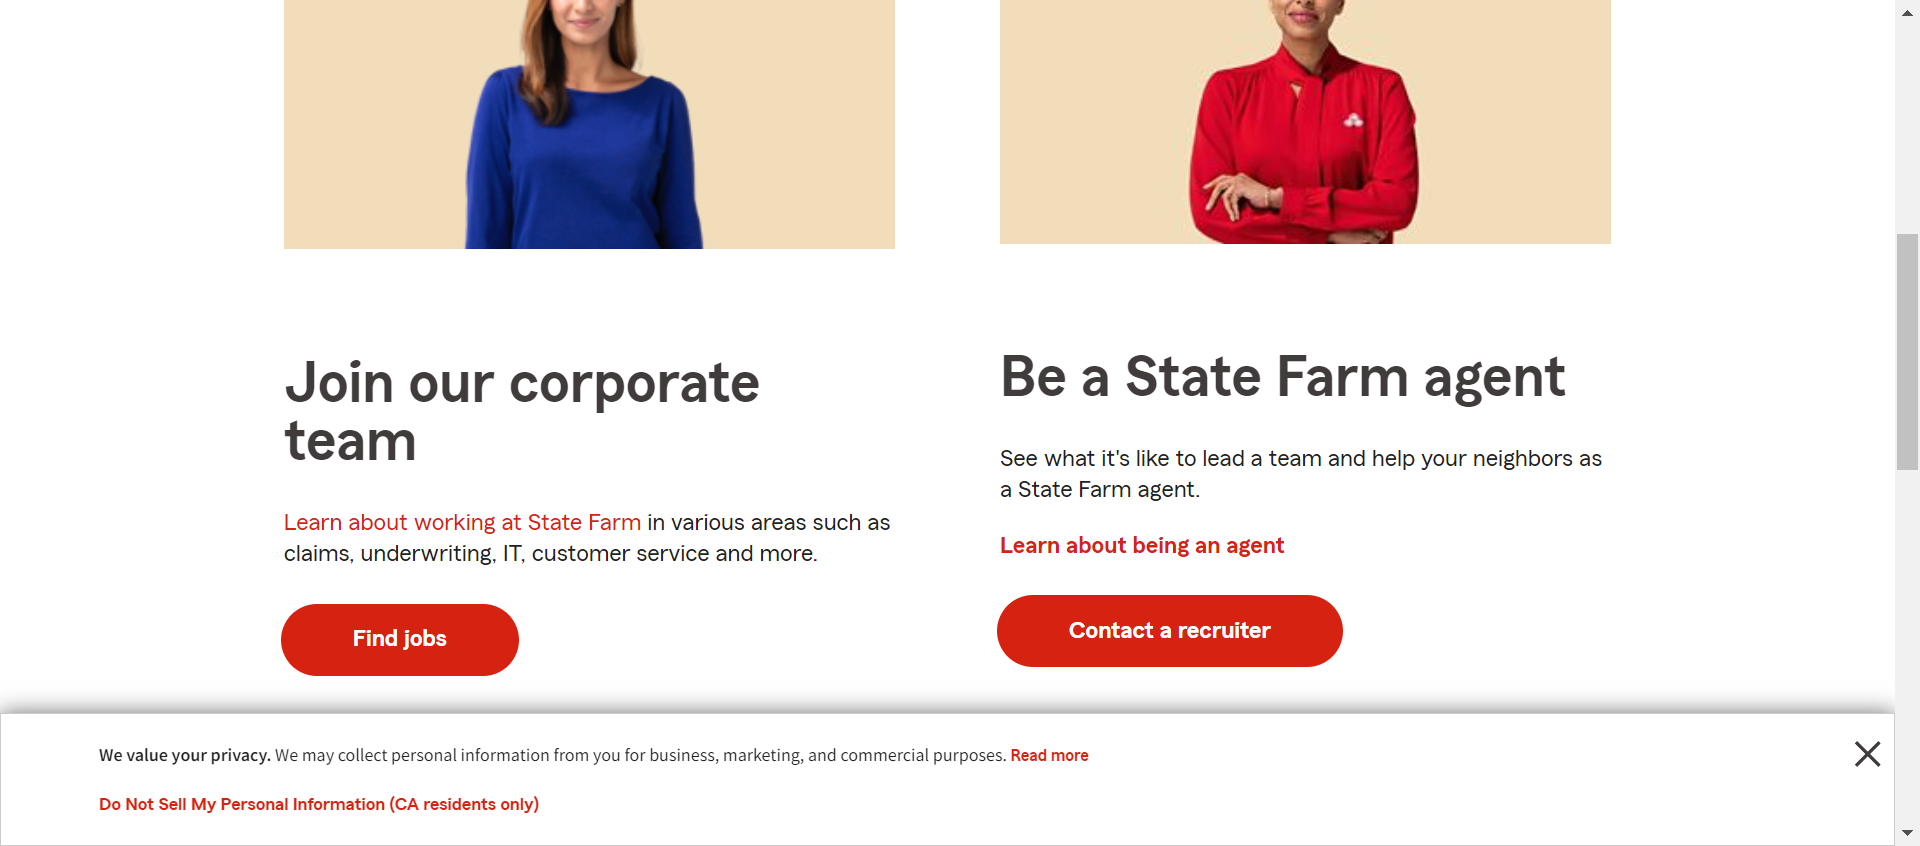 Join our corporate
team
Learn about working at State Farm in various areas such as
claims, underwriting, IT, customer service and more.
Find jobs
Be a State Farm agent
See what it's like to lead a team and help your neighbors as
a State Farm agent.
Learn about being an agent
Contact a recruiter
We value your privacy. We may collect personal information from you for business, marketing, and commercial purposes. Read more
Do Not Sell My Personal Information (CA residents only)